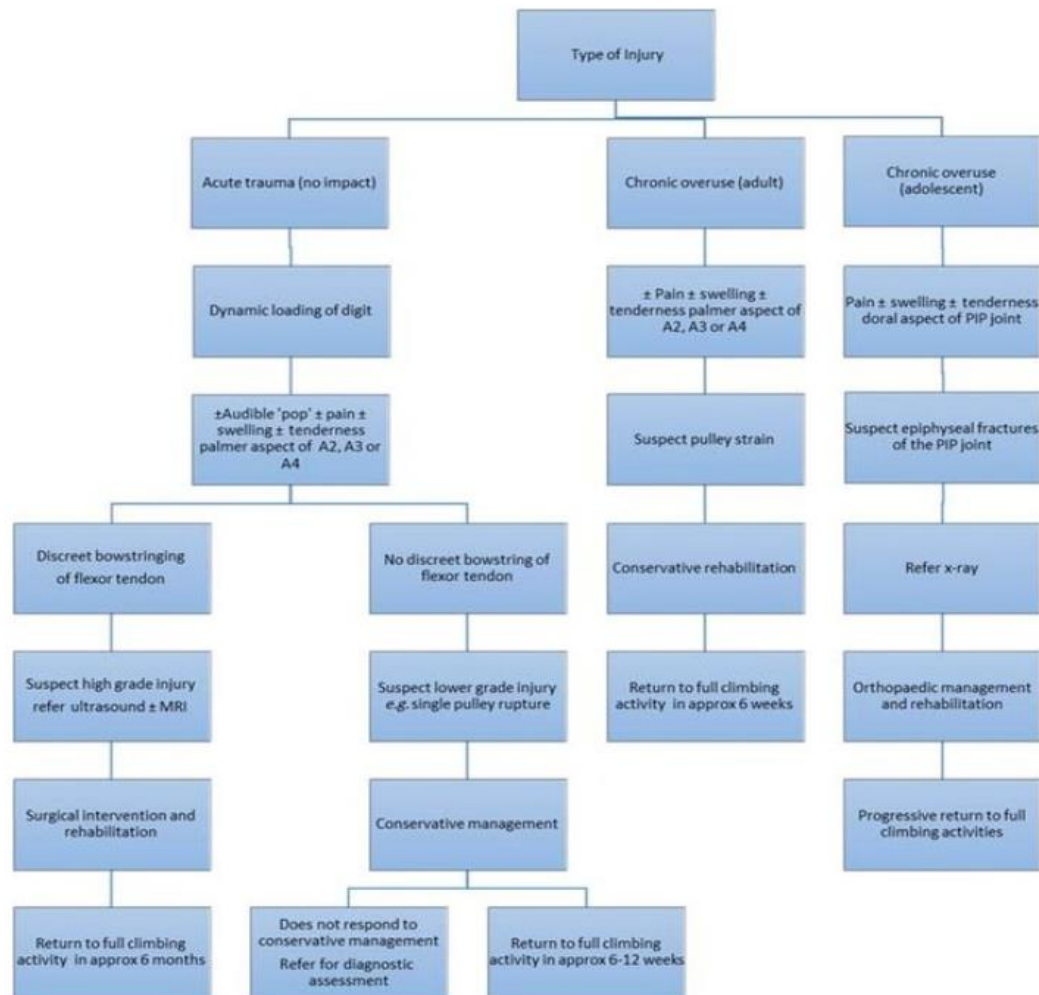 Type of Injury
Acute trauma (no impact)
Dynamic loading of digit
±Audible 'pop' ± pain ±
swelling ± tenderness
palmer aspect of A2, A3 or
A4
Discreet bowstringing
of flexor tendon
Suspect high grade injury
refer ultrasound ± MRI
Surgical intervention and
rehabilitation
Return to full climbing
activity in approx 6 months
No discreet bowstring of
flexor tendon
Suspect lower grade injury
e.g. single pulley rupture
Conservative management
Does not respond to
conservative management
Refer for diagnostic
assessment
Return to full climbing
activity in approx 6-12 weeks
Chronic overuse (adult)
± Pain ± swelling ±
tenderness palmer aspect of
A2, A3 or A4
Suspect pulley strain
Conservative rehabilitation
Return to full climbing
activity in approx 6 weeks
Chronic overuse
(adolescent)
Pain ± swelling ± tenderness
doral aspect of PIP joint
Suspect epiphyseal fractures
of the PIP joint
Refer x-ray
Orthopaedic management
and rehabilitation
Progressive return to full
climbing activities